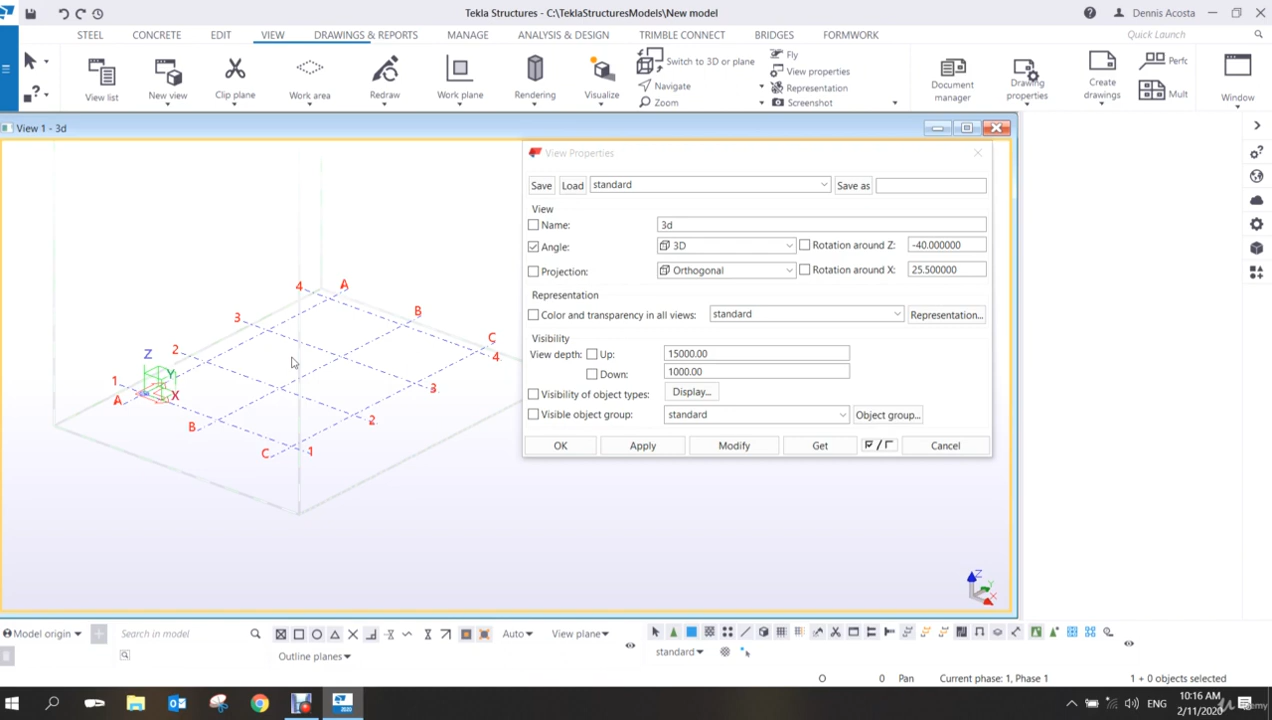 Tekla Structures - C:\TeklaStructuresModels\New model
Dennis Acosta
STEEL CONCRETE EDIT VIEW DRAWINGS & REPORTS MANAGE ANALYSIS & DESIGN TRIMBLE CONNECT BRIDGES FORMWORK Quick Launch
View list
New view
Clip plane
Work area
Redraw
Work plane
Rendering
Visualize
Switch to 3D or plane
Navigate
Zoom
Fly
View properties
Representation
Screenshot
Document manager
Drawing properties
Create drawings
Perfc
Mult
Window
View 1 - 3d
View Properties
Save Load standard Save as
View
Name: 3d
Angle: 3D Rotation around Z: -40.000000
Projection: Orthogonal Rotation around X: 25.500000
Representation
Color and transparency in all views: standard Representation...
Visibility
View depth: Up: 15000.00
Down: 1000.00
Visibility of object types: Display...
Visible object group: standard Object group...
OK Apply Modify Get Cancel
4 A
3 B
2 C
Z 4
1 Y 3
A X
B 2
C 1
Z
Y
X
Model origin Search in model Auto View plane
standard
Outline planes
O 0 Pan Current phase: 1, Phase 1 1 + 0 objects selected
2020
ENG
10:16 AM
2/11/2020
Udemy